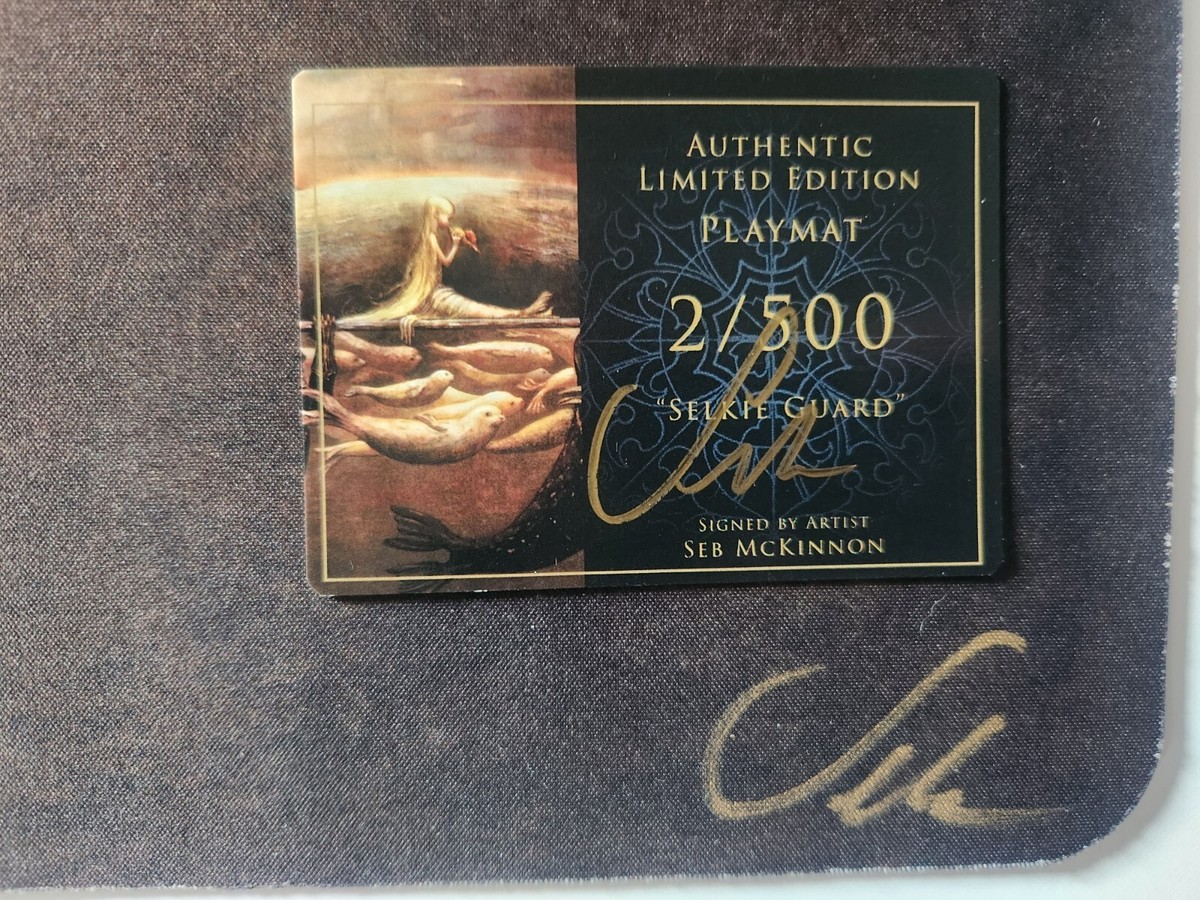 Authentic
Limited Edition
Playmat
2/500
"Selkie Guard"
Signed by Artist
Seb McKinnon